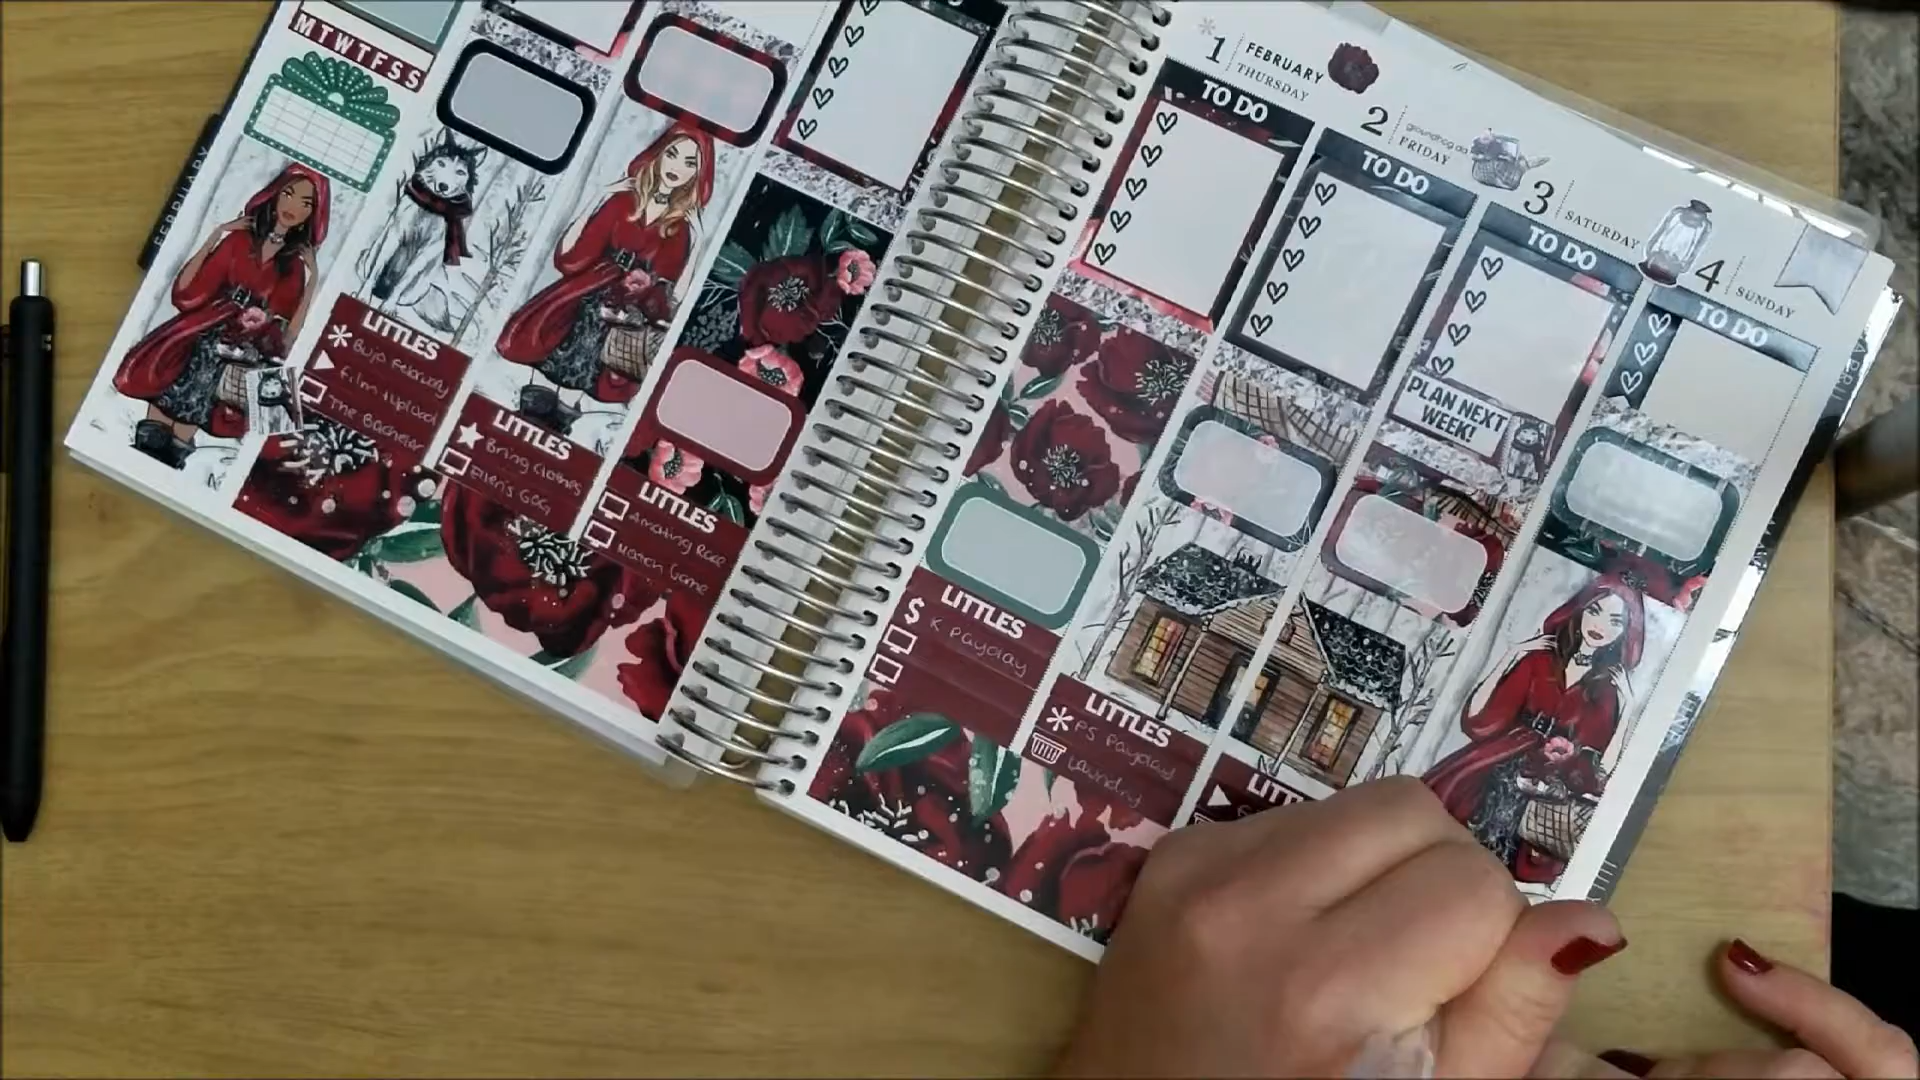 M T W T F S S
FEBRUARY
LITTLES
Bujo February
Film + Upload
The Bachelor
LITTLES
Bring Clothes
Ellen's GOG
LITTLES
Amazing Race
Match Game
1 FEBRUARY
THURSDAY
TO DO
LITTLES
$ K payday
2 groundhog da
FRIDAY
TO DO
LITTLES
PS payday
Laundry
3 SATURDAY
TO DO
PLAN NEXT
WEEK!
4 SUNDAY
TO DO